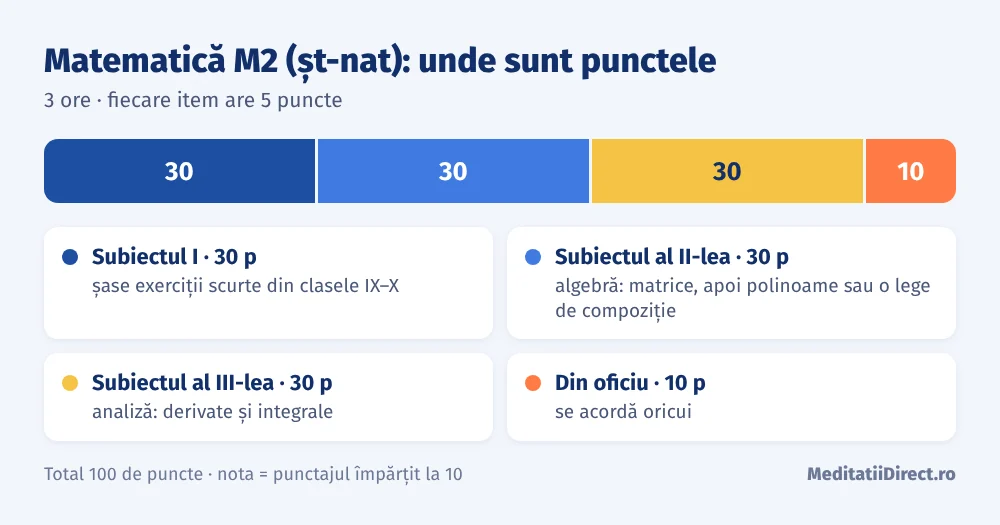 Matematică M2 (șt-nat): unde sunt punctele
3 ore · fiecare item are 5 puncte
30
30
30
10
Subiectul I · 30 p
șase exerciții scurte din clasele IX–X
Subiectul al II-lea · 30 p
algebră: matrice, apoi polinoame sau o lege
de compoziție
Subiectul al III-lea · 30 p
analiză: derivate și integrale
Din oficiu · 10 p
se acordă oricui
Total 100 de puncte · nota = punctajul împărțit la 10
MeditatiiDirect.ro